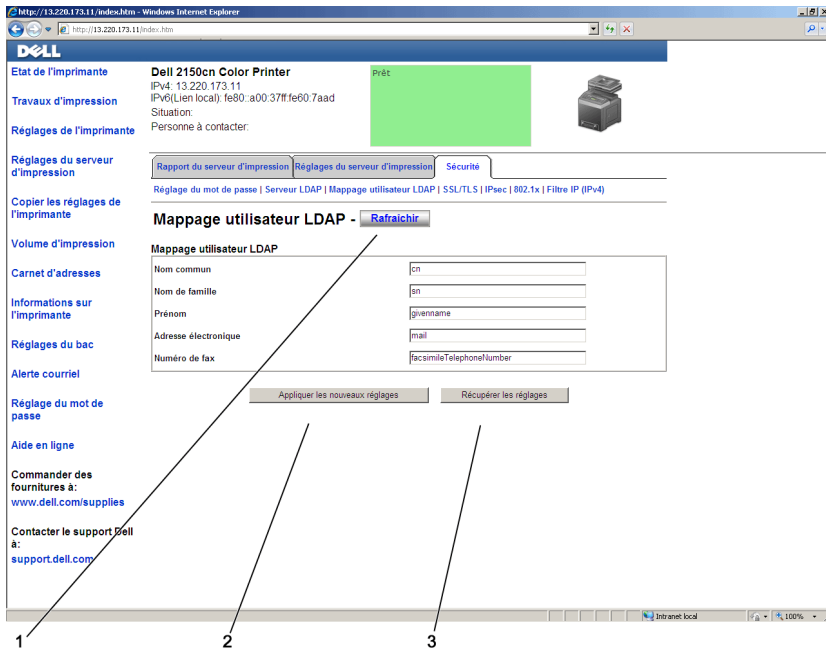 http://13.220.173.11/index.htm - Windows Internet Explorer
http://13.220.173.11/index.htm
DELL
Etat de l'imprimante
Travaux d'impression
Réglages de l'imprimante
Réglages du serveur
d'impression
Copier les réglages de
l'imprimante
Volume d'impression
Carnet d'adresses
Informations sur
l'imprimante
Réglages du bac
Alerte courriel
Réglage du mot de
passe
Aide en ligne
Commander des
fournitures à:
www.dell.com/supplies
Contacter le support Dell
à:
support.dell.com
Dell 2150cn Color Printer
IPv4: 13.220.173.11
IPv6(Lien local): fe80::a00:37ff:fe60:7aad
Situation:
Personne à contacter:
Prêt
Rapport du serveur d'impression Réglages du serveur d'impression Sécurité
Réglage du mot de passe | Serveur LDAP | Mappage utilisateur LDAP | SSL/TLS | IPsec | 802.1x | Filtre IP (IPv4)
Mappage utilisateur LDAP - Rafraichir
Mappage utilisateur LDAP
Nom commun cn
Nom de famille sn
Prénom givenname
Adresse électronique mail
Numéro de fax facsimileTelephoneNumber
Appliquer les nouveaux réglages Récupérer les réglages
Intranet local 100%
1 2 3